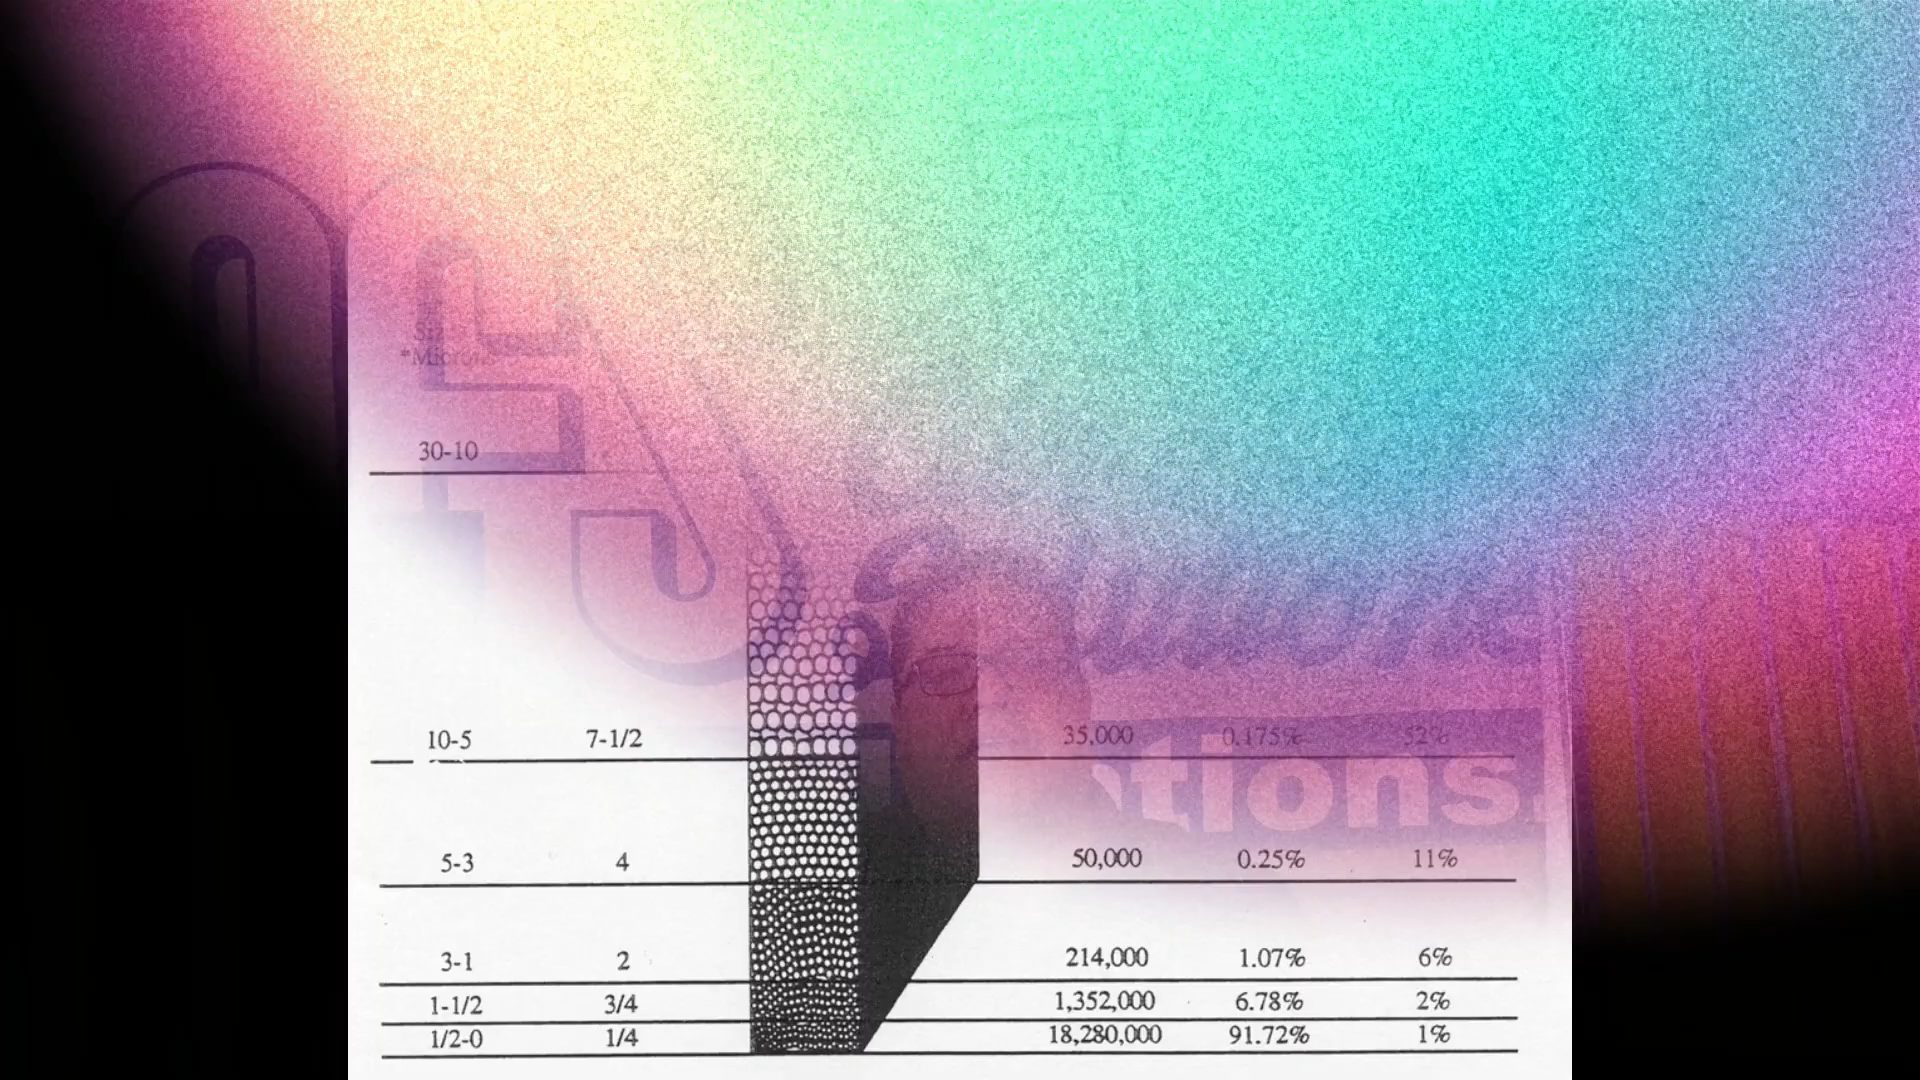 Size
*Microns
30-10
10-5 7-1/2 35,000 0.175% 52%
tions
5-3 4 50,000 0.25% 11%
3-1 2 214,000 1.07% 6%
1-1/2 3/4 1,352,000 6.78% 2%
1/2-0 1/4 18,280,000 91.72% 1%